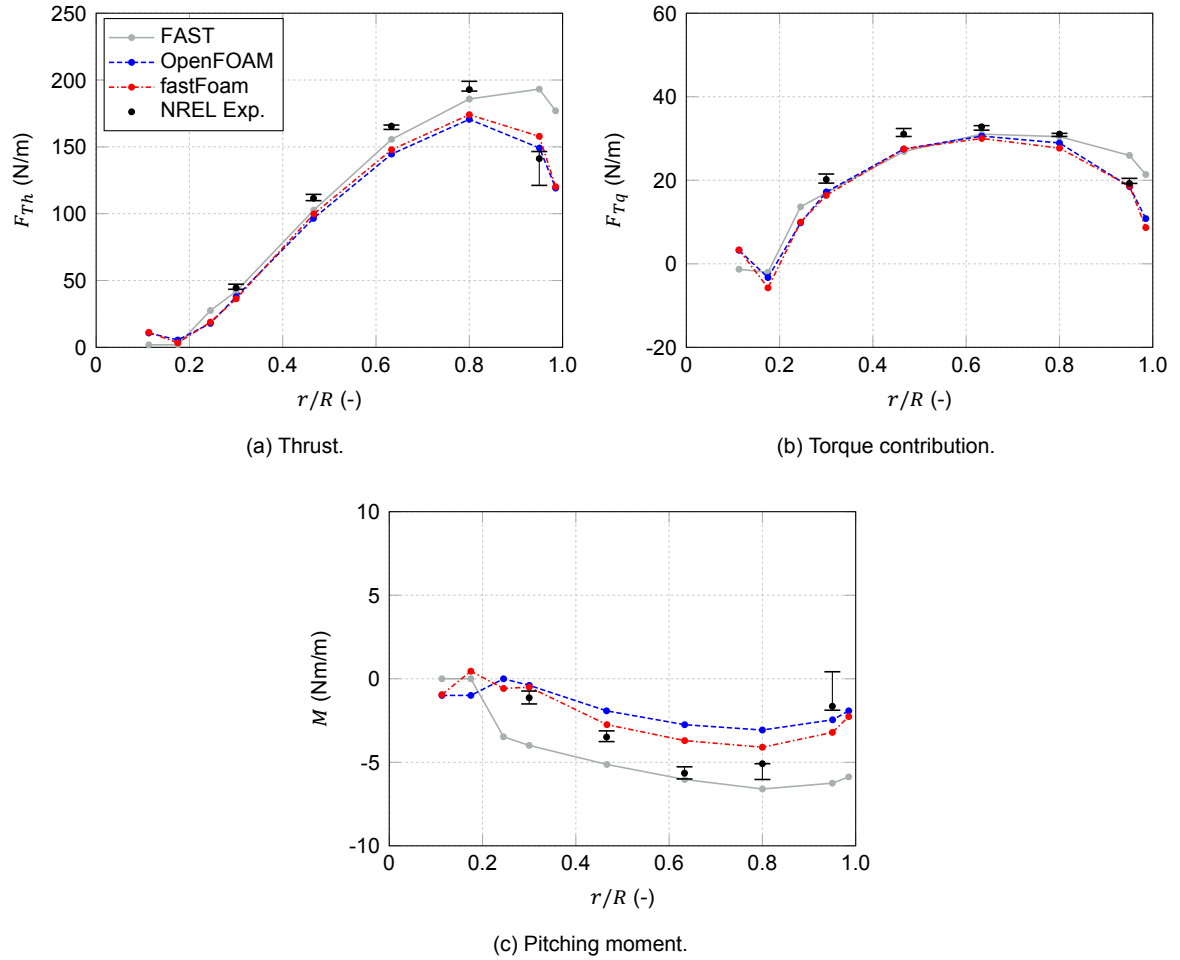 250
200
150
100
50
0
F_Th (N/m)
FAST
OpenFOAM
fastFoam
NREL Exp.
0 0.2 0.4 0.6 0.8 1.0
r/R (-)
(a) Thrust.
60
40
20
0
-20
F_Tq (N/m)
0 0.2 0.4 0.6 0.8 1.0
r/R (-)
(b) Torque contribution.
10
5
0
-5
-10
M (Nm/m)
0 0.2 0.4 0.6 0.8 1.0
r/R (-)
(c) Pitching moment.